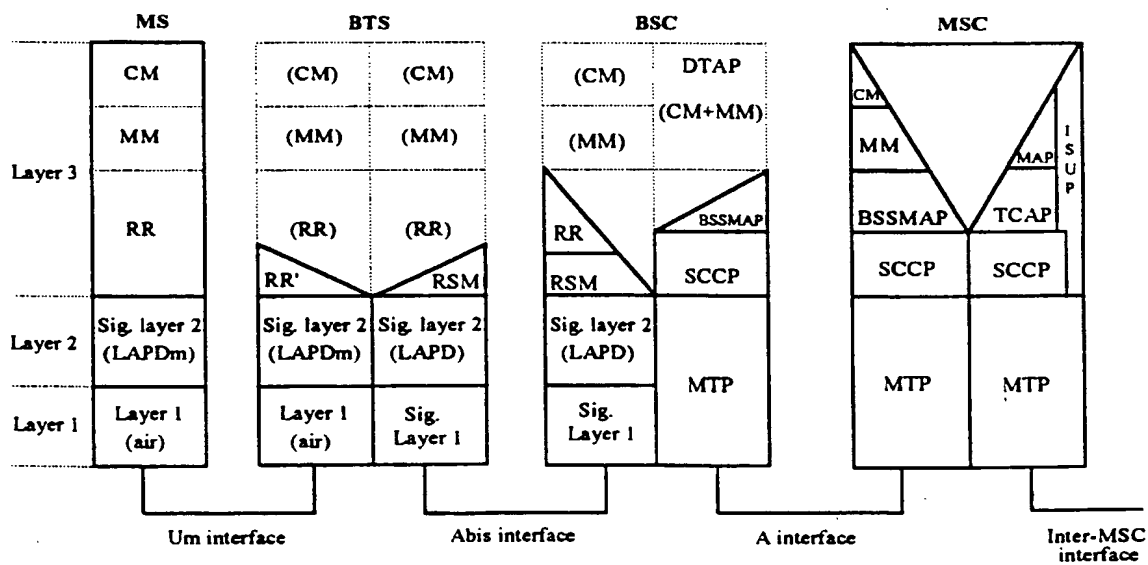 MS
BTS
BSC
MSC
Layer 3
CM
(CM)
(CM)
(CM)
DTAP
(CM+MM)
CM
MM
(MM)
(MM)
(MM)
MM
MAP
ISUP
RR
(RR)
(RR)
RR
BSSMAP
BSSMAP
TCAP
RR'
RSM
RSM
SCCP
SCCP
SCCP
Layer 2
Sig. layer 2
(LAPDm)
Sig. layer 2
(LAPDm)
Sig. layer 2
(LAPD)
Sig. layer 2
(LAPD)
MTP
MTP
MTP
Layer 1
Layer 1
(air)
Layer 1
(air)
Sig.
Layer 1
Sig.
Layer 1
Um interface
Abis interface
A interface
Inter-MSC
interface